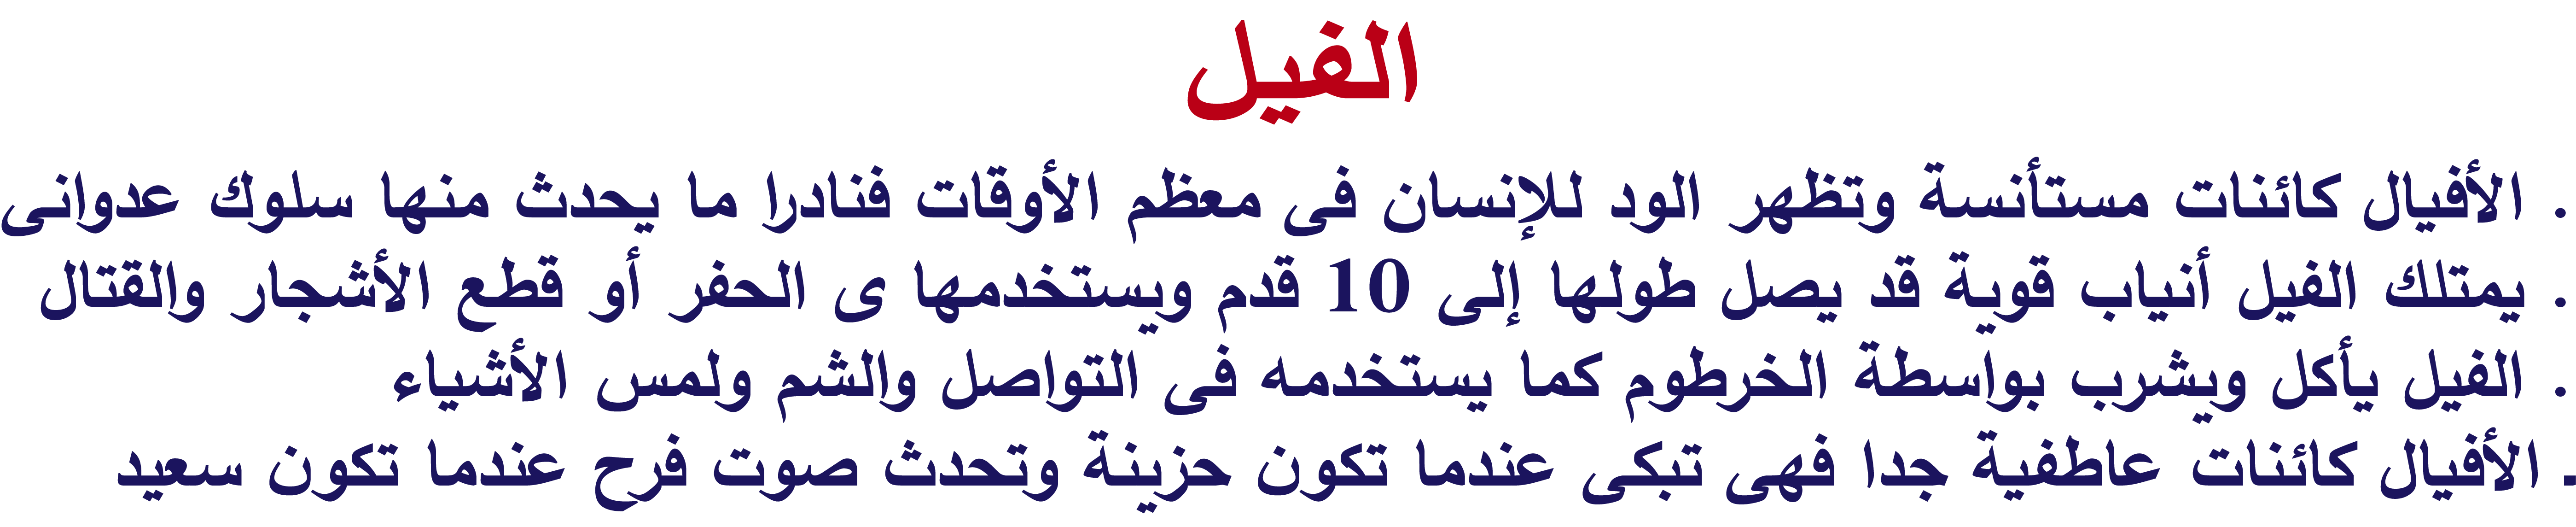 الفيل
. الأفيال كائنات مستأنسة وتظهر الود للإنسان فى معظم الأوقات فنادرا ما يحدث منها سلوك عدوانى
. يمتلك الفيل أنياب قوية قد يصل طولها إلى 10 قدم ويستخدمها ى الحفر أو قطع الأشجار والقتال
. الفيل يأكل ويشرب بواسطة الخرطوم كما يستخدمه فى التواصل والشم ولمس الأشياء
. الأفيال كائنات عاطفية جدا فهى تبكى عندما تكون حزينة وتحدث صوت فرح عندما تكون سعيد